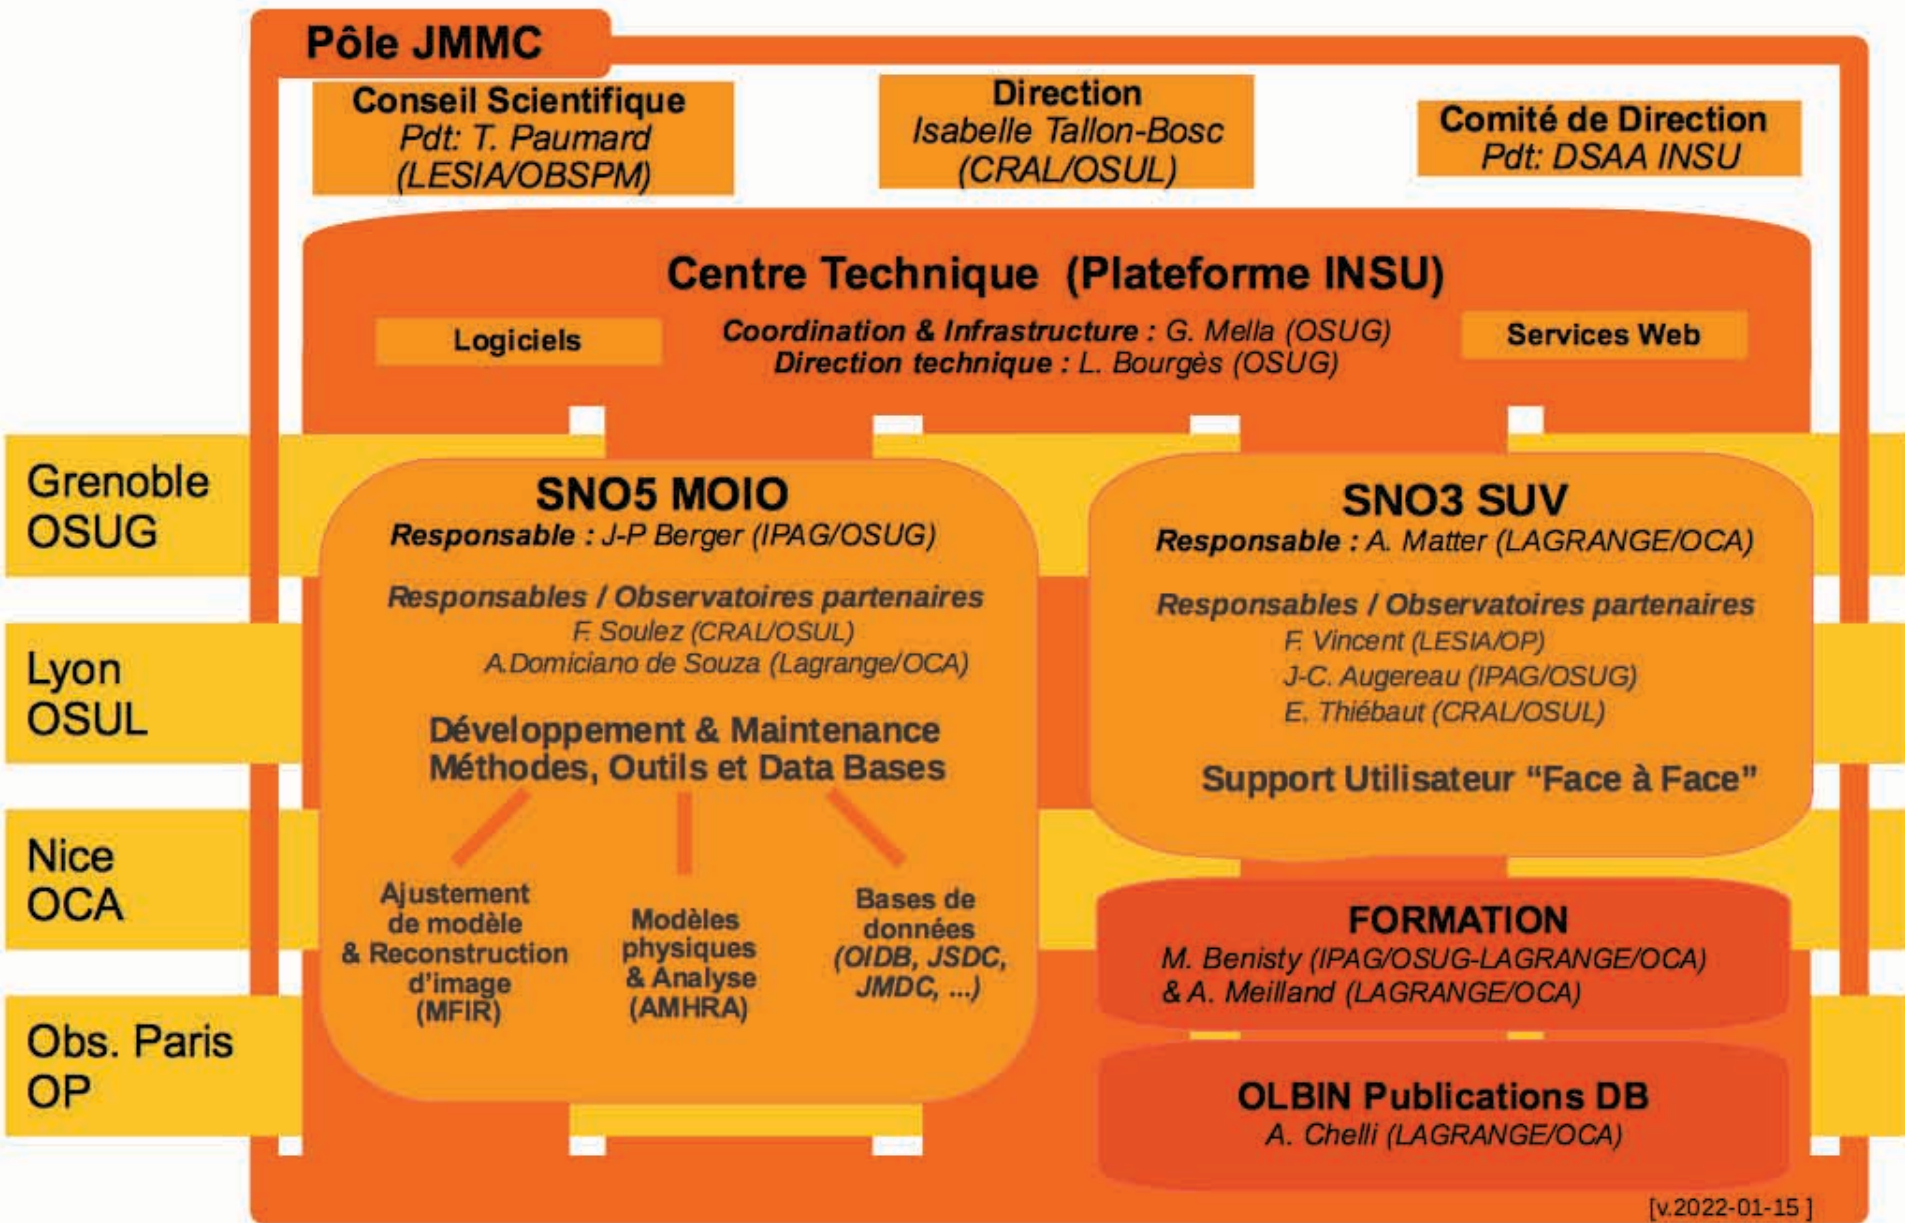 Pôle JMMC
Conseil Scientifique
Pdt: T. Paumard
(LESIA/OBSPM)
Direction
Isabelle Tallon-Bosc
(CRAL/OSUL)
Comité de Direction
Pdt: DSAA INSU
Centre Technique (Plateforme INSU)
Logiciels
Coordination & Infrastructure : G. Mella (OSUG)
Direction technique : L. Bourgès (OSUG)
Services Web
Grenoble
OSUG
Lyon
OSUL
Nice
OCA
Obs. Paris
OP
SNO5 MOIO
Responsable : J-P Berger (IPAG/OSUG)
Responsables / Observatoires partenaires
F. Soulez (CRAL/OSUL)
A.Domiciano de Souza (Lagrange/OCA)
Développement & Maintenance
Méthodes, Outils et Data Bases
Ajustement
de modèle
& Reconstruction
d'image
(MFIR)
Modèles
physiques
& Analyse
(AMHRA)
Bases de
données
(OIDB, JSDC,
JMDC, ...)
SNO3 SUV
Responsable : A. Matter (LAGRANGE/OCA)
Responsables / Observatoires partenaires
F. Vincent (LESIA/OP)
J-C. Augereau (IPAG/OSUG)
E. Thiébaut (CRAL/OSUL)
Support Utilisateur “Face à Face”
FORMATION
M. Benisty (IPAG/OSUG-LAGRANGE/OCA)
& A. Meilland (LAGRANGE/OCA)
OLBIN Publications DB
A. Chelli (LAGRANGE/OCA)
[v.2022-01-15 ]